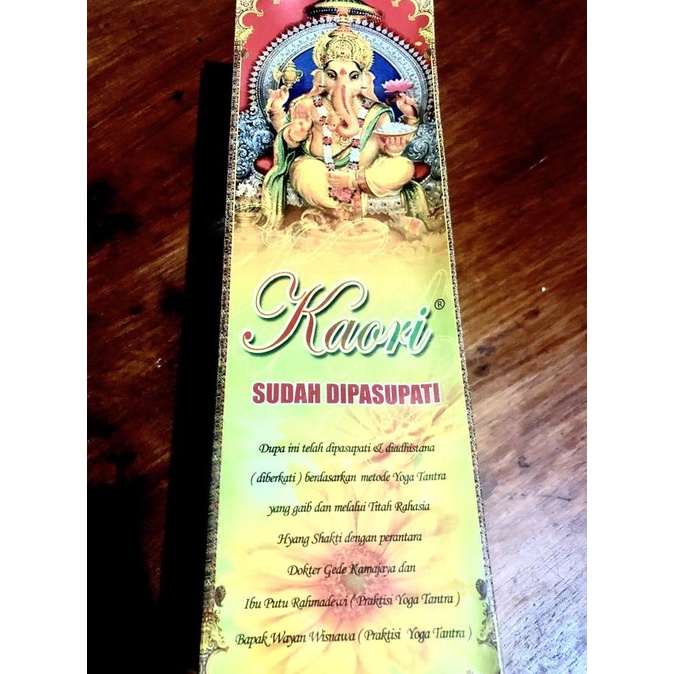 Kaori®
SUDAH DIPASUPATI
Dupa ini telah dipasupati & diadhistana
( diberkati ) berdasarkan metode Yoga Tantra
yang gaib dan melalui Titah Rahasia
Hyang Shakti dengan perantara
Dokter Gede Kamajaya dan
Ibu Putu Rahmadewi ( Praktisi Yoga Tantra )
Bapak Wayan Wisnawa ( Praktisi Yoga Tantra )